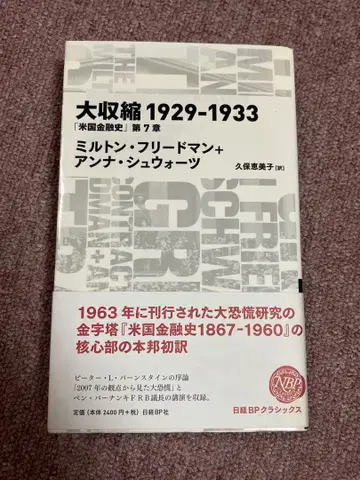 大収縮 1929-1933
「米国金融史」第7章
ミルトン・フリードマン+
アンナ・シュウォーツ
久保恵美子[訳]
1963年に刊行された大恐慌研究の
金字塔『米国金融史1867-1960』の
核心部の本邦初訳
ピーター・L・バーンスタインの序論
「2007年の観点から見た大恐慌」と
ベン・バーナンキFRB議長の講演を収録。
定価(本体2400円+税) 日経BP社
NBP
日経BPクラシックス